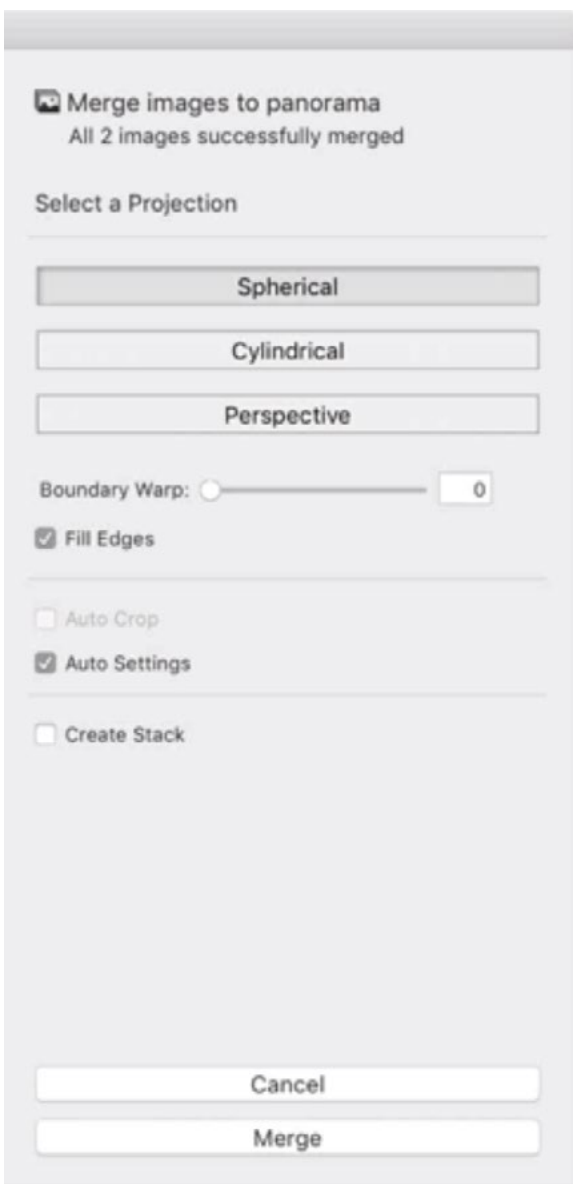 Merge images to panorama
All 2 images successfully merged
Select a Projection
Spherical
Cylindrical
Perspective
Boundary Warp: 0
Fill Edges
Auto Crop
Auto Settings
Create Stack
Cancel
Merge